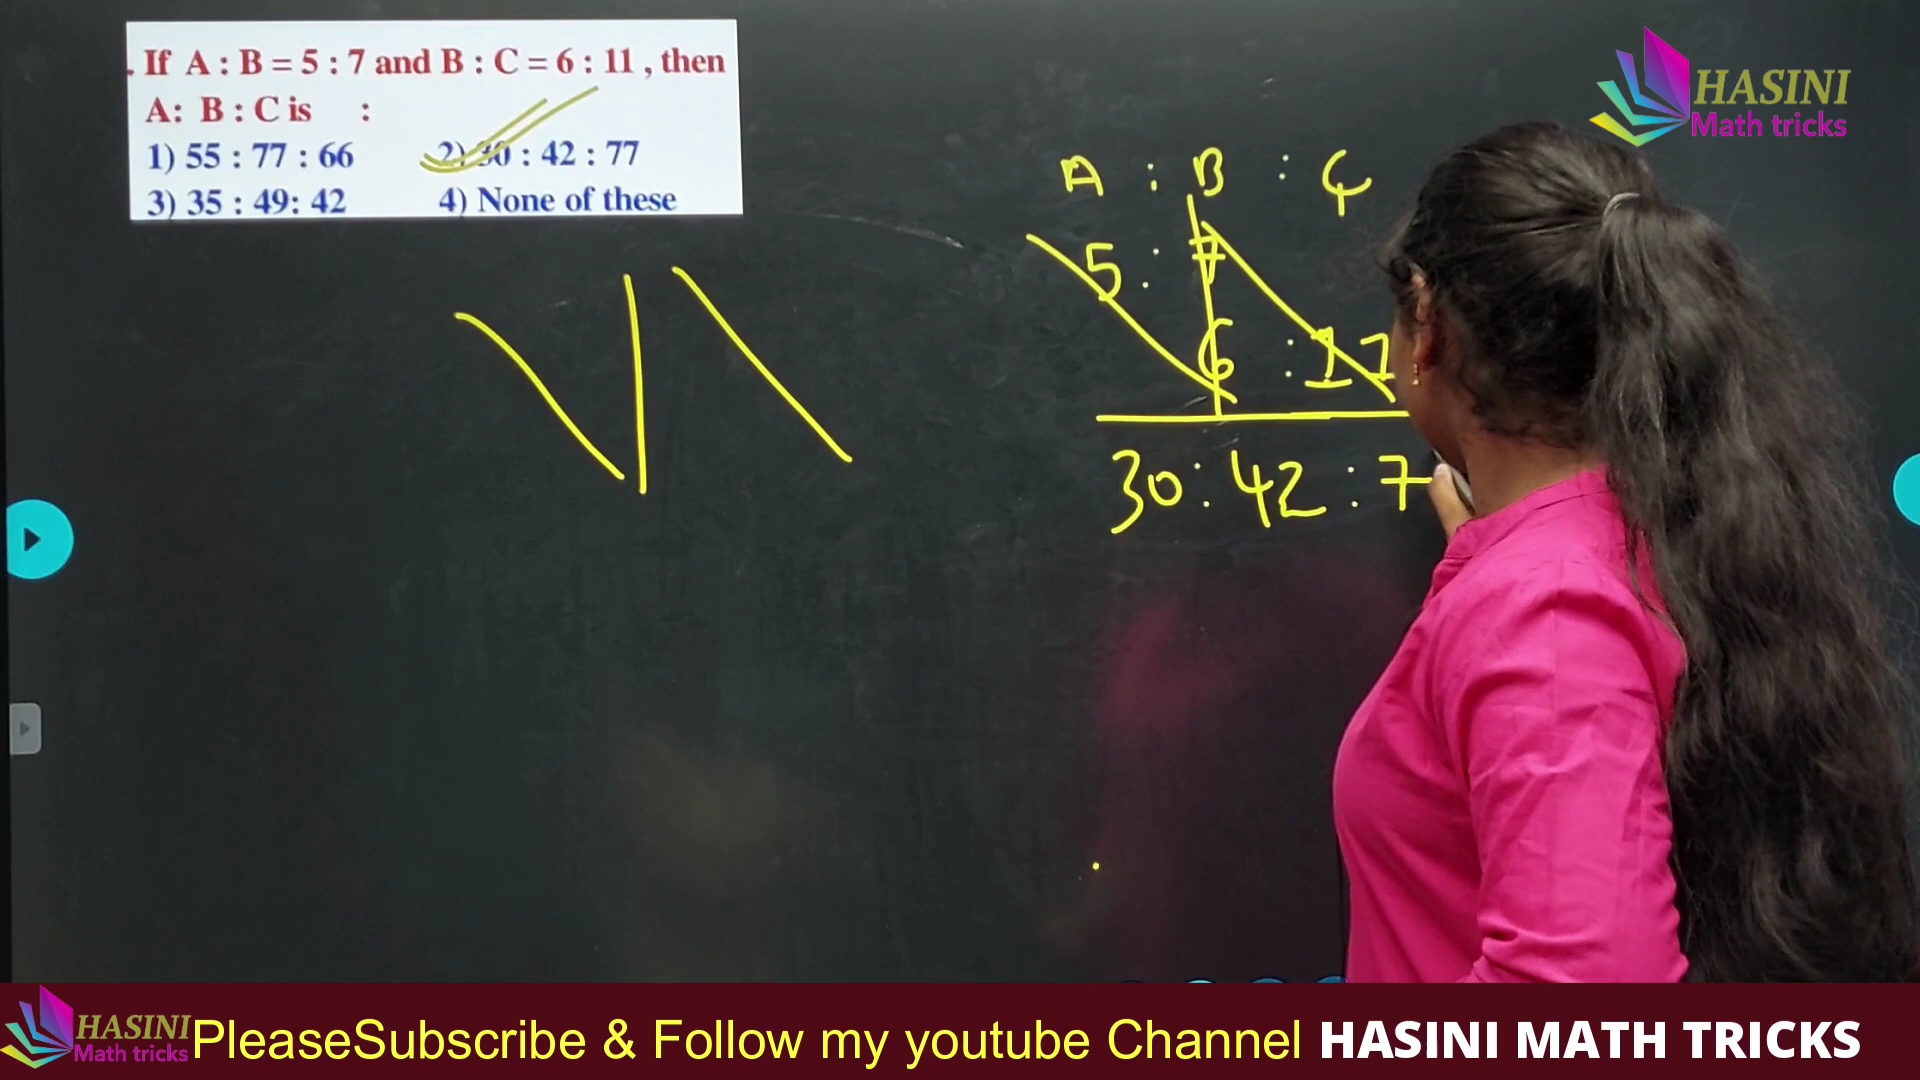 . If A : B = 5 : 7 and B : C = 6 : 11 , then
A: B : C is :
1) 55 : 77 : 66 2) 30 : 42 : 77
3) 35 : 49: 42 4) None of these
HASINI
Math tricks
A : B : C
5 : 7
6 : 11
30 : 42 : 7
HASINI
Math tricks
PleaseSubscribe & Follow my youtube Channel HASINI MATH TRICKS